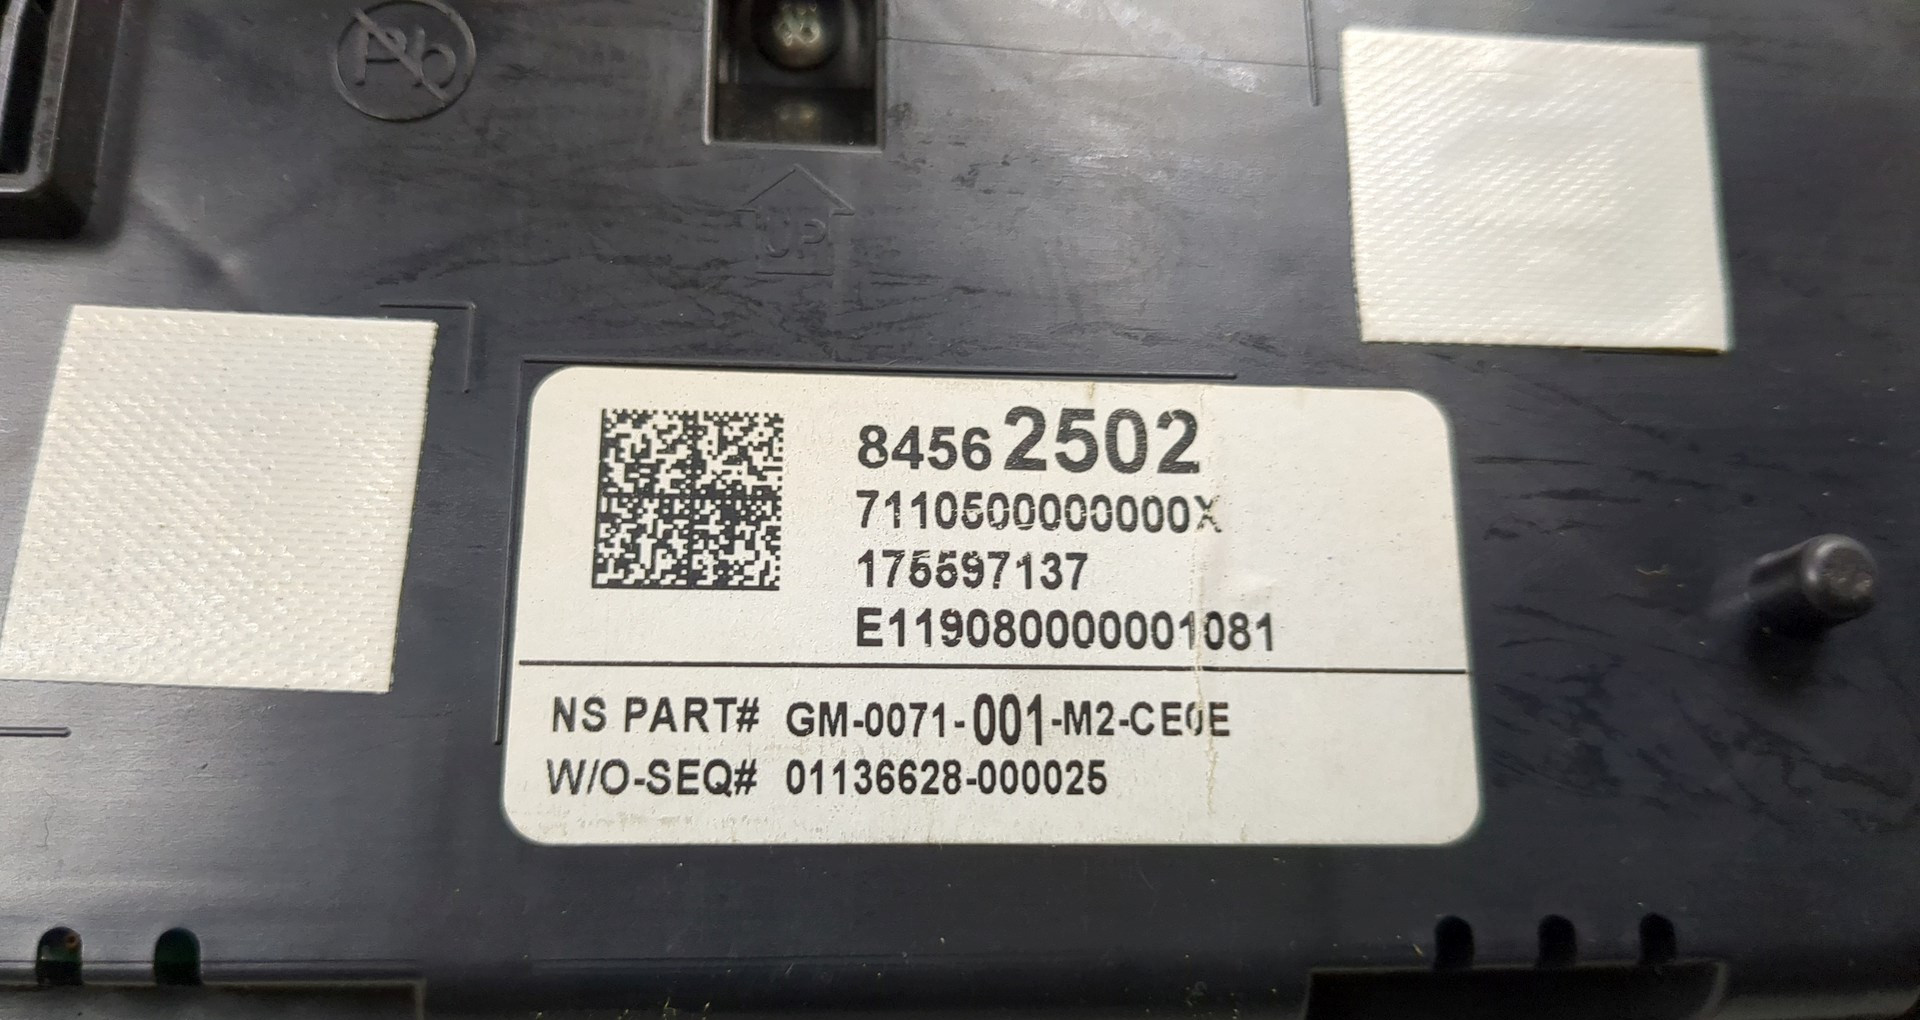 Pb
UP
84562502
7110500000000X
175597137
E119080000001081
NS PART# GM-0071-001-M2-CE0E
W/O-SEQ# 01136628-000025